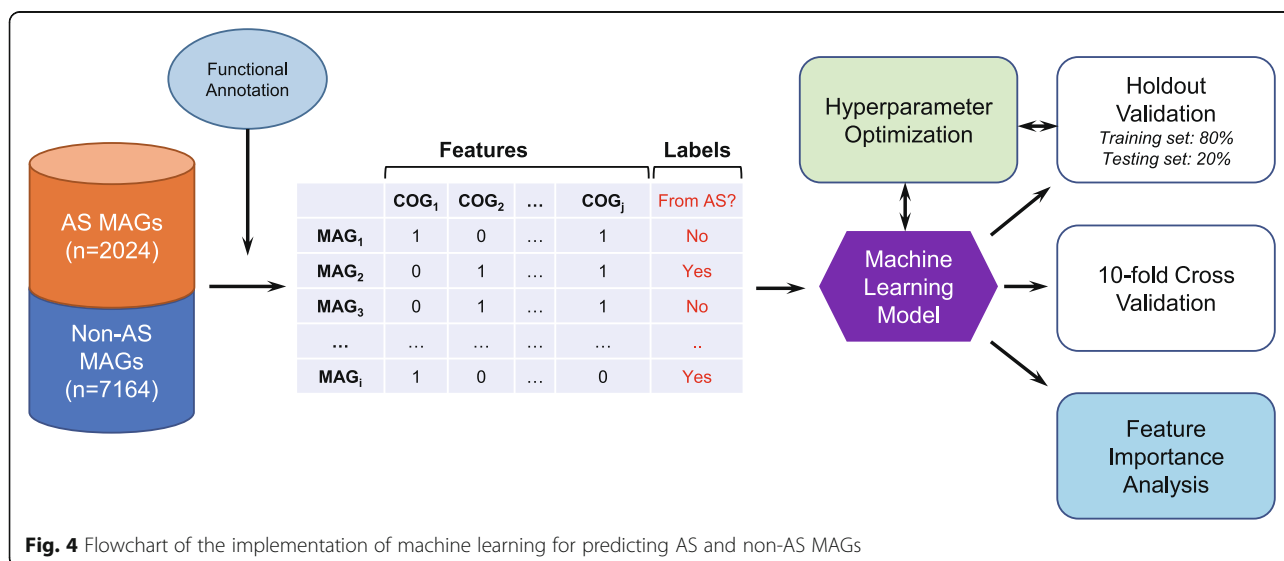 Functional
Annotation
AS MAGs
(n=2024)
Non-AS
MAGs
(n=7164)
Features Labels
COG1 COG2 … COGj From AS?
MAG1 1 0 … 1 No
MAG2 0 1 … 1 Yes
MAG3 0 1 … 1 No
… … … … … ..
MAGi 1 0 … 0 Yes
Hyperparameter
Optimization
Machine
Learning
Model
Holdout
Validation
Training set: 80%
Testing set: 20%
10-fold Cross
Validation
Feature
Importance
Analysis
Fig. 4 Flowchart of the implementation of machine learning for predicting AS and non-AS MAGs